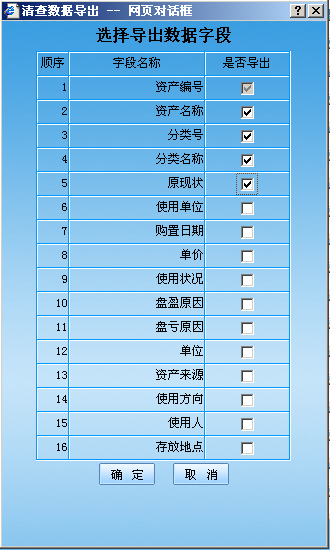 清查数据导出 -- 网页对话框
选择导出数据字段
顺序 字段名称 是否导出
1 资产编号
2 资产名称
3 分类号
4 分类名称
5 原现状
6 使用单位
7 购置日期
8 单价
9 使用状况
10 盘盈原因
11 盘亏原因
12 单位
13 资产来源
14 使用方向
15 使用人
16 存放地点
确 定 取 消